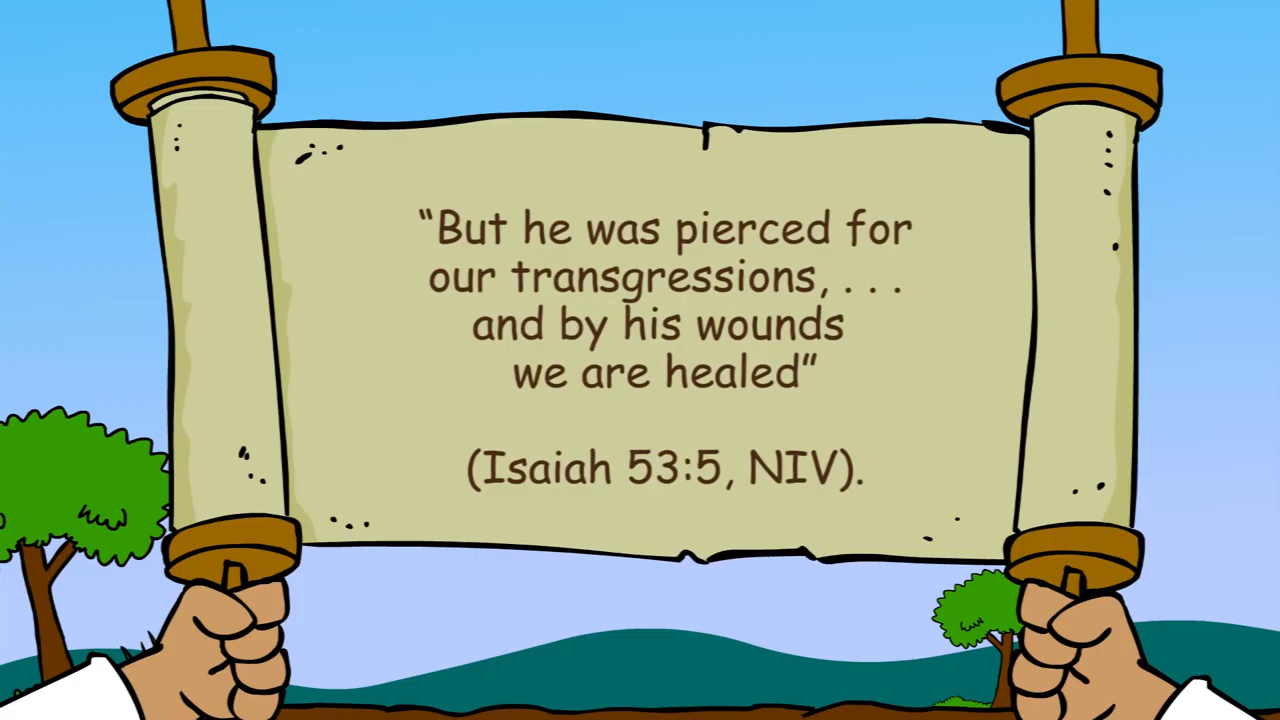 “But he was pierced for
our transgressions, . . .
and by his wounds
we are healed”
(Isaiah 53:5, NIV).